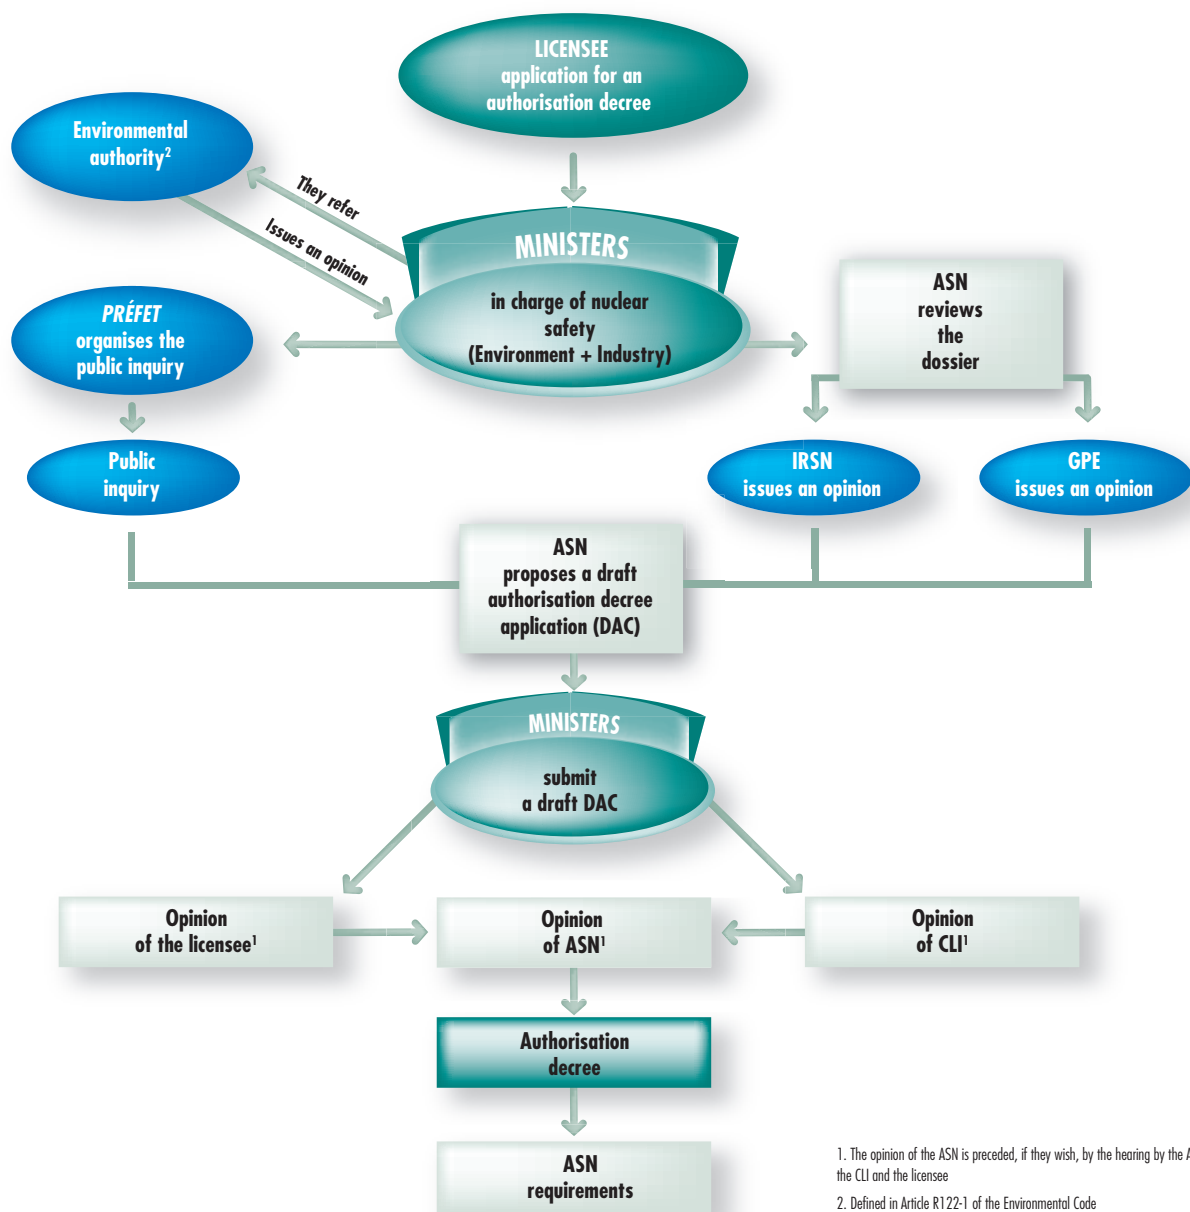 LICENSEE
application for an
authorisation decree
Environmental
authority²
They refer
Issues an opinion
MINISTERS
in charge of nuclear
safety
(Environment + Industry)
ASN
reviews
the
dossier
PRÉFET
organises the
public inquiry
Public
inquiry
IRSN
issues an opinion
GPE
issues an opinion
ASN
proposes a draft
authorisation decree
application (DAC)
MINISTERS
submit
a draft DAC
Opinion
of the licensee¹
Opinion
of ASN¹
Opinion
of CLI¹
Authorisation
decree
ASN
requirements
1. The opinion of the ASN is preceded, if they wish, by the hearing by the
the CLI and the licensee
2. Defined in Article R122-1 of the Environmental Code